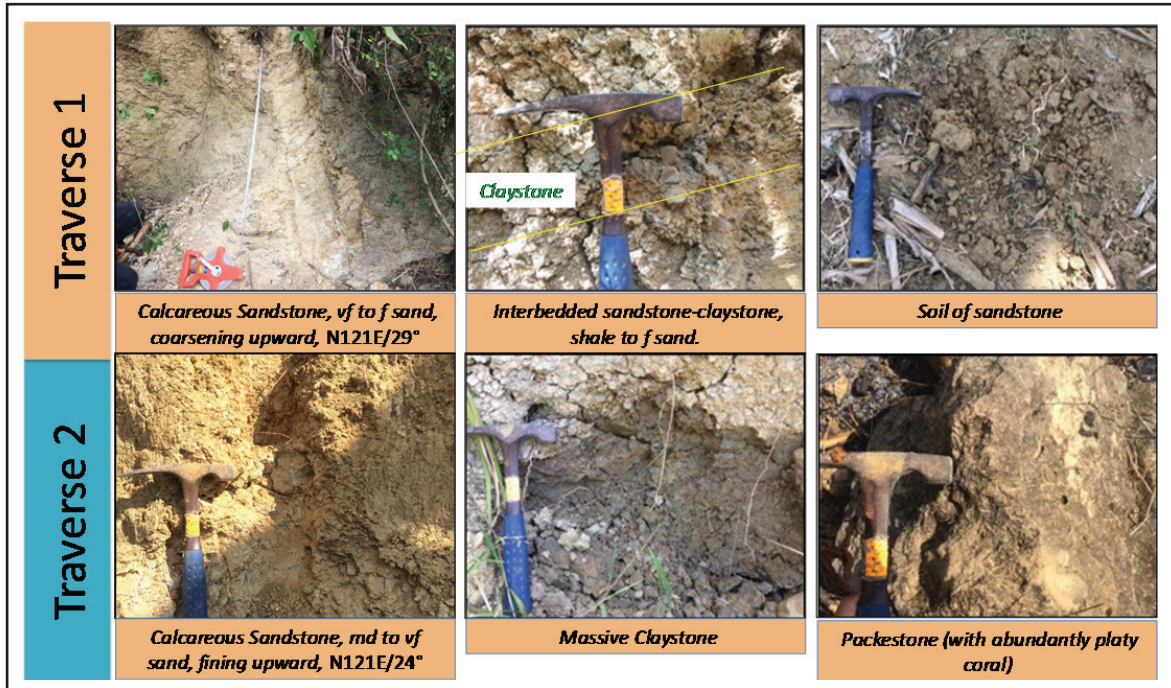 Traverse 1
Claystone
Calcareous Sandstone, vf to f sand,
coarsening upward, N121E/29°
Interbedded sandstone-claystone,
shale to f sand.
Soil of sandstone
Traverse 2
Calcareous Sandstone, md to vf
sand, fining upward, N121E/24°
Massive Claystone
Packestone (with abundantly platy
coral)